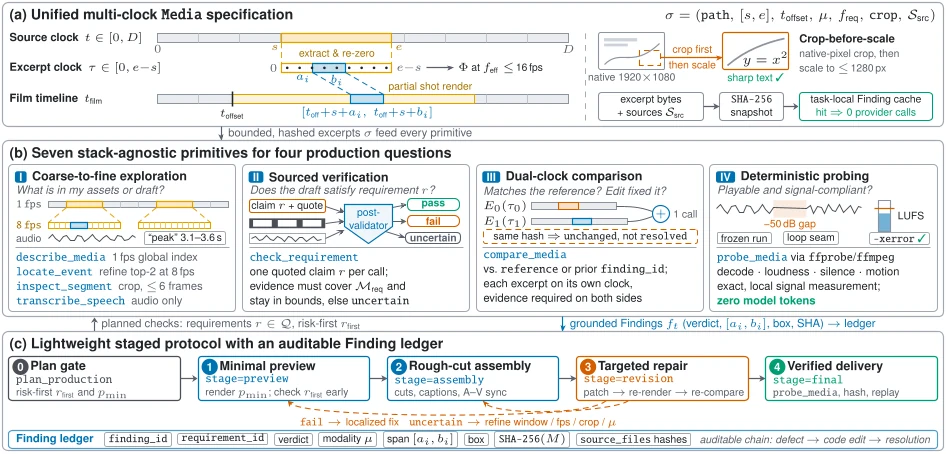 (a) Unified multi-clock Media specification
σ = (path, [s, e], t_offset, μ, f_req, crop, S_src)
Source clock t ∈ [0, D]
0 s e D
extract & re-zero
Excerpt clock τ ∈ [0, e−s]
0 a_i b_i e−s → Φ at f_eff ≤ 16 fps
partial shot render
Film timeline t_film
t_offset [t_off+s+a_i, t_off+s+b_i]
native 1920×1080
crop first
then scale
y = x²
sharp text ✓
Crop-before-scale
native-pixel crop, then
scale to ≤ 1280 px
excerpt bytes
+ sources S_src
SHA-256
snapshot
task-local Finding cache
hit ⇒ 0 provider calls
bounded, hashed excerpts σ feed every primitive
(b) Seven stack-agnostic primitives for four production questions
I Coarse-to-fine exploration
What is in my assets or draft?
1 fps
8 fps
audio
"peak" 3.1–3.6 s
describe_media 1 fps global index
locate_event refine top-2 at 8 fps
inspect_segment crop, ≤ 6 frames
transcribe_speech audio only
II Sourced verification
Does the draft satisfy requirement r?
claim r + quote
post-
validator
pass
fail
uncertain
check_requirement
one quoted claim r per call;
evidence must cover M_req and
stay in bounds, else uncertain
III Dual-clock comparison
Matches the reference? Edit fixed it?
E₀(τ₀)
E₁(τ₁)
+ 1 call
same hash ⇒ unchanged, not resolved
compare_media
vs. reference or prior finding_id;
each excerpt on its own clock,
evidence required on both sides
IV Deterministic probing
Playable and signal-compliant?
−50 dB gap
LUFS
frozen run
loop seam
-xerror ✓
probe_media via ffprobe/ffmpeg
decode · loudness · silence · motion
exact, local signal measurement;
zero model tokens
planned checks: requirements r ∈ Q, risk-first r_first
grounded Findings f_t (verdict, [a_i, b_i], box, SHA) → ledger
(c) Lightweight staged protocol with an auditable Finding ledger
0 Plan gate
plan_production
risk-first r_first and p_min
1 Minimal preview
stage=preview
render p_min; check r_first early
2 Rough-cut assembly
stage=assembly
cuts, captions, A–V sync
3 Targeted repair
stage=revision
patch → re-render → re-compare
4 Verified delivery
stage=final
probe_media, hash, replay
fail → localized fix uncertain → refine window / fps / crop / μ
Finding ledger finding_id requirement_id verdict modality μ span [a_i, b_i] box SHA-256(M) source_files hashes auditable chain: defect → code edit → resolution